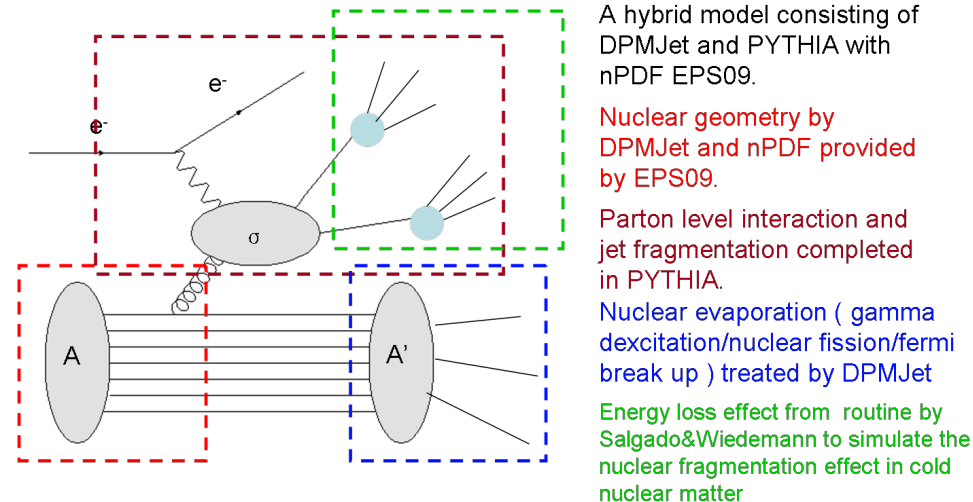 e-
e-
σ
A
A’
A hybrid model consisting of
DPMJet and PYTHIA with
nPDF EPS09.
Nuclear geometry by
DPMJet and nPDF provided
by EPS09.
Parton level interaction and
jet fragmentation completed
in PYTHIA.
Nuclear evaporation ( gamma
dexcitation/nuclear fission/fermi
break up ) treated by DPMJet
Energy loss effect from routine by
Salgado&Wiedemann to simulate the
nuclear fragmentation effect in cold
nuclear matter